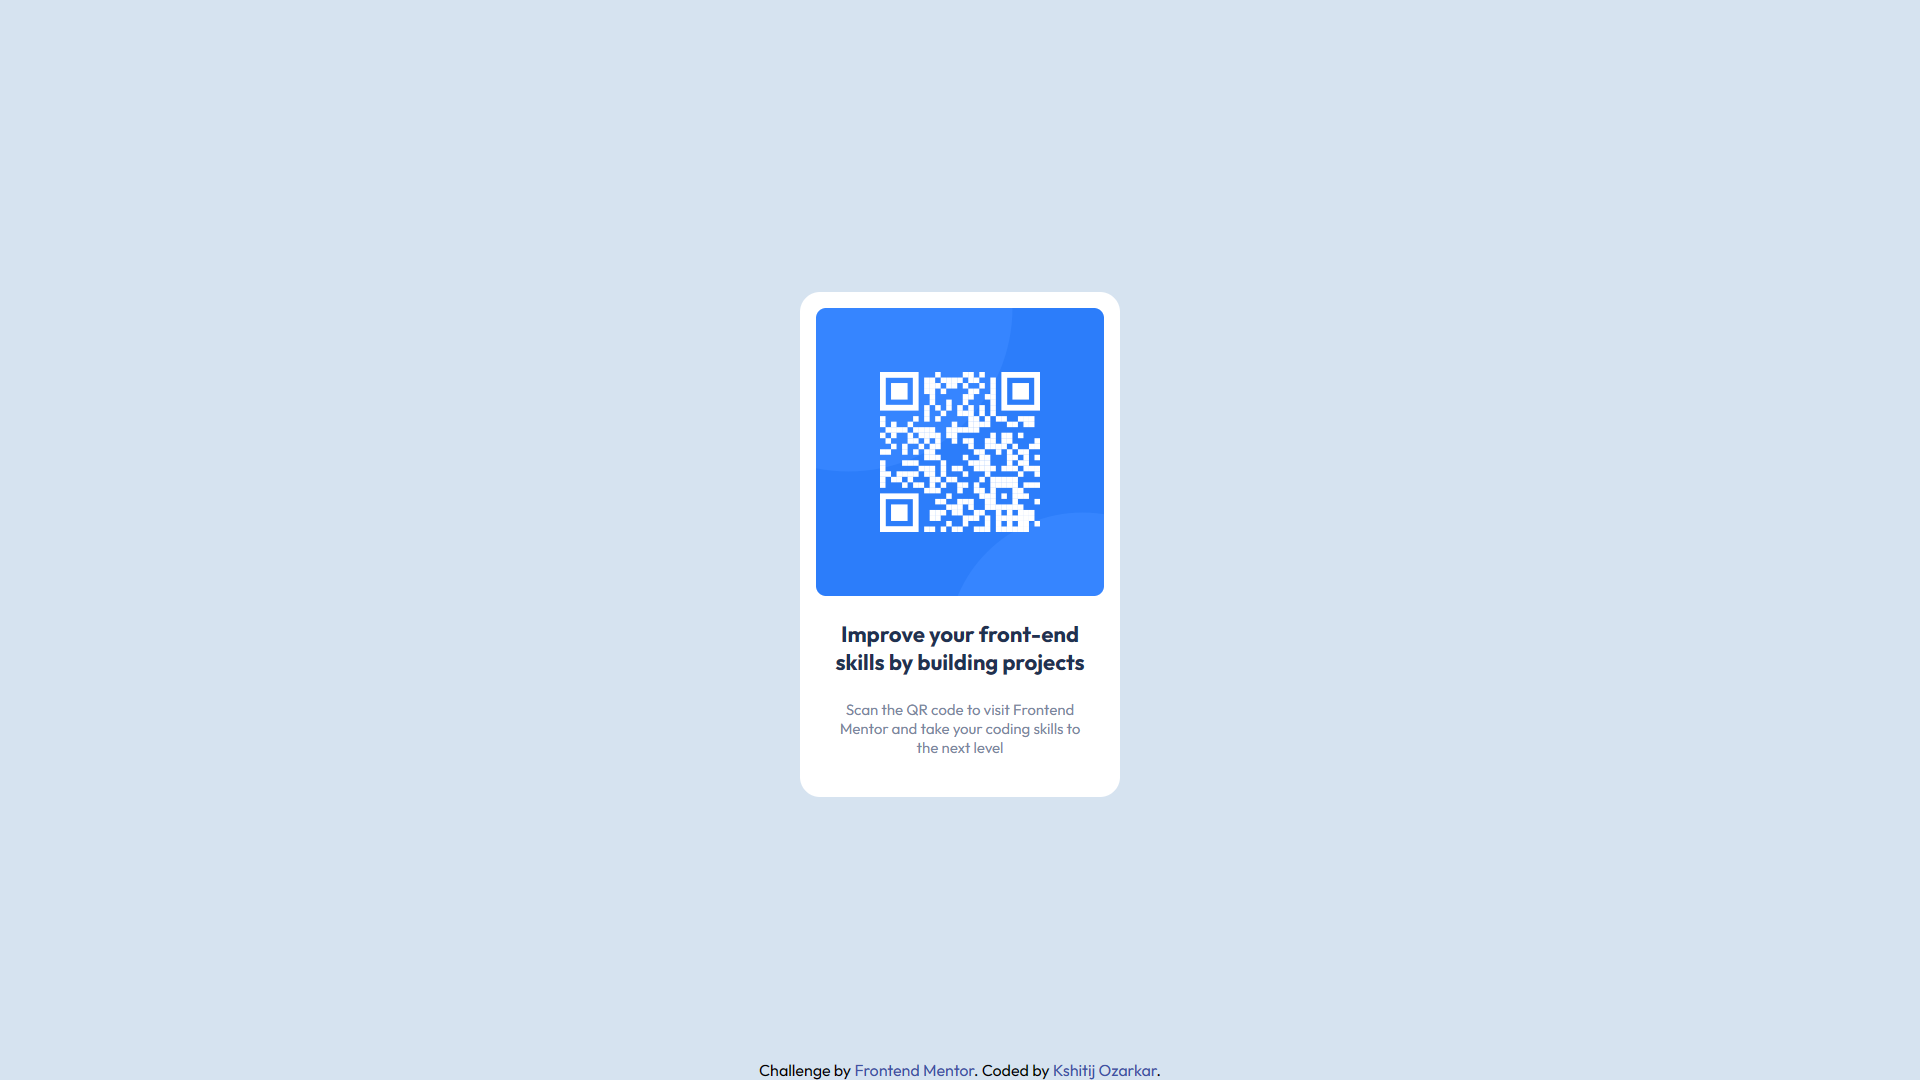 Improve your front-end
skills by building projects
Scan the QR code to visit Frontend
Mentor and take your coding skills to
the next level
Challenge by Frontend Mentor. Coded by Kshitij Ozarkar.